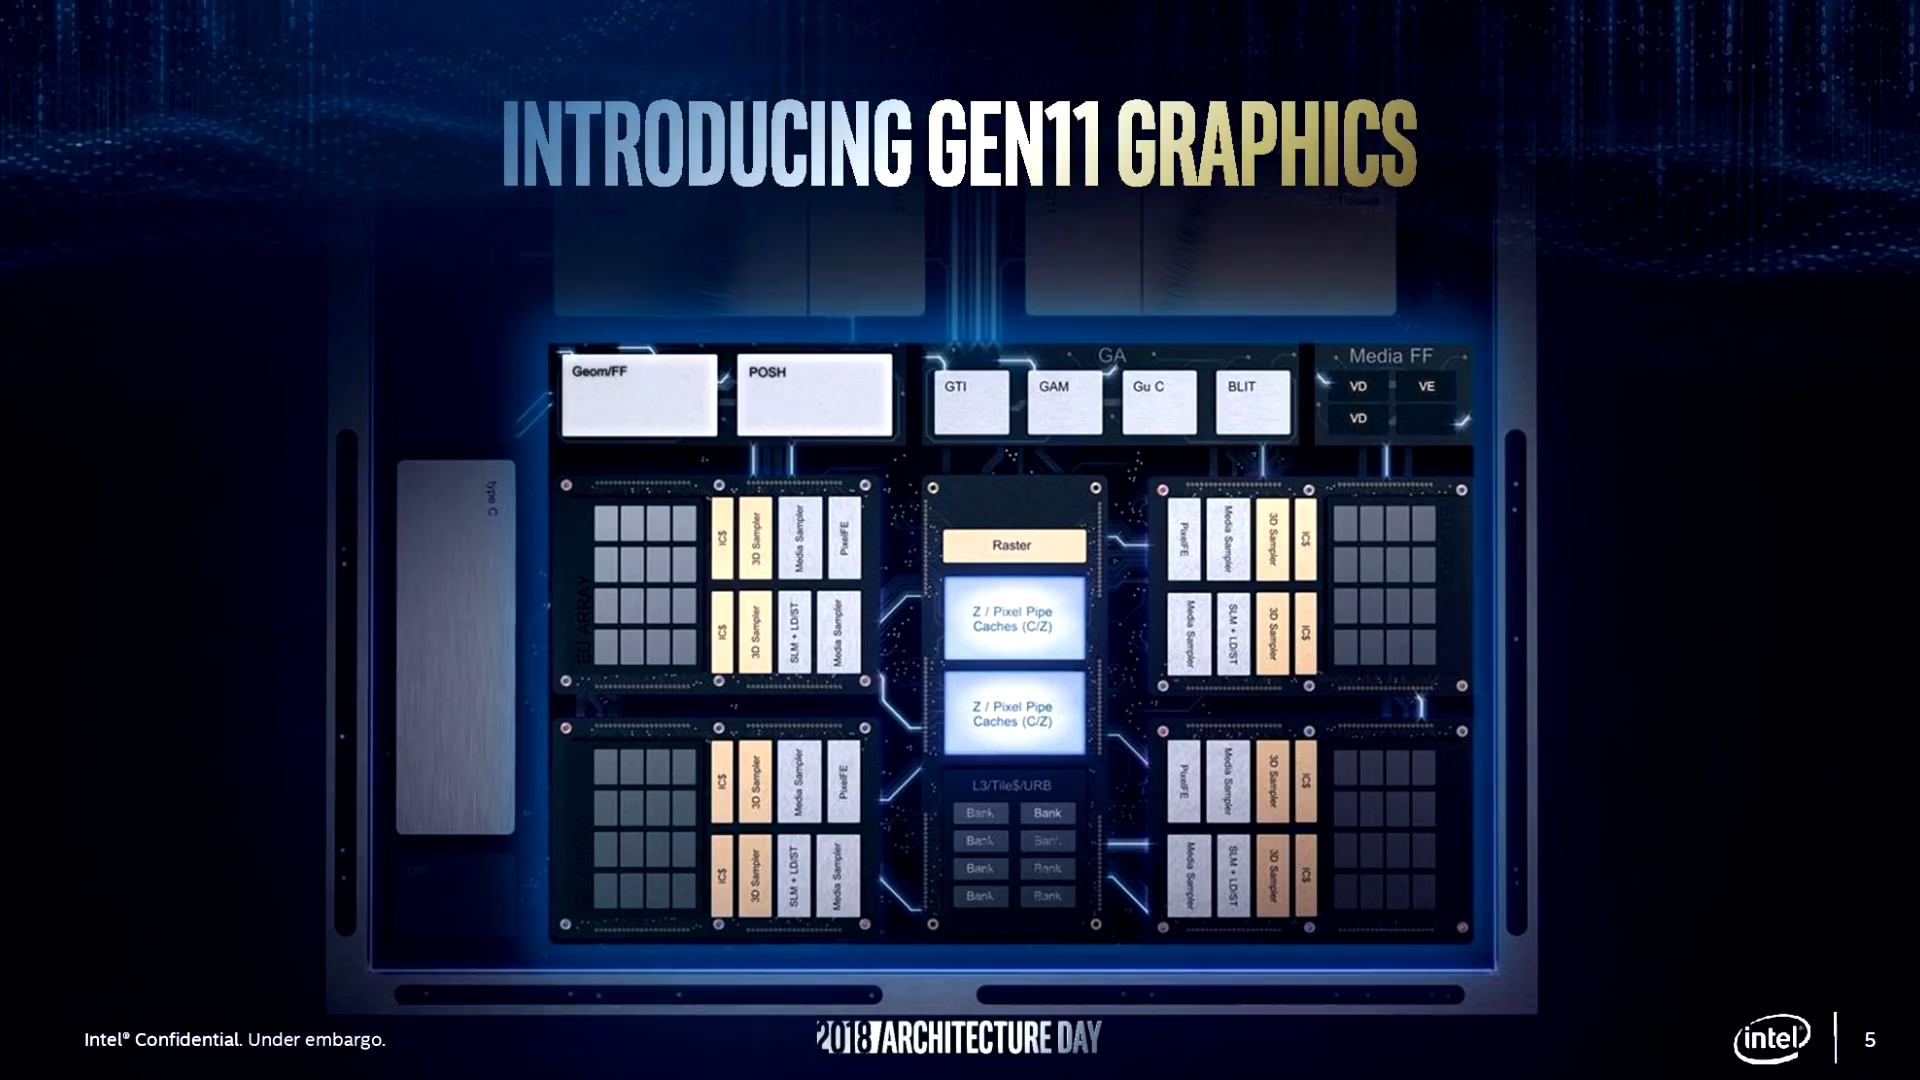 INTRODUCING GEN11 GRAPHICS
Geom/FF
POSH
GA
GTI
GAM
Gu C
BLIT
Media FF
VD
VE
VD
type C
EU ARRAY
IC$
3D Sampler
Media Sampler
PixelFE
IC$
3D Sampler
SLM + LD/ST
Media Sampler
Raster
Z / Pixel Pipe
Caches (C/Z)
Z / Pixel Pipe
Caches (C/Z)
PixelFE
Media Sampler
3D Sampler
IC$
Media Sampler
SLM + LD/ST
3D Sampler
IC$
IC$
3D Sampler
Media Sampler
PixelFE
IC$
3D Sampler
SLM + LD/ST
Media Sampler
L3/Tile$/URB
Bank
Bank
Bank
Bank
Bank
Bank
Bank
Bank
PixelFE
Media Sampler
3D Sampler
IC$
Media Sampler
SLM + LD/ST
3D Sampler
IC$
Intel® Confidential. Under embargo.
2018 ARCHITECTURE DAY
intel
5